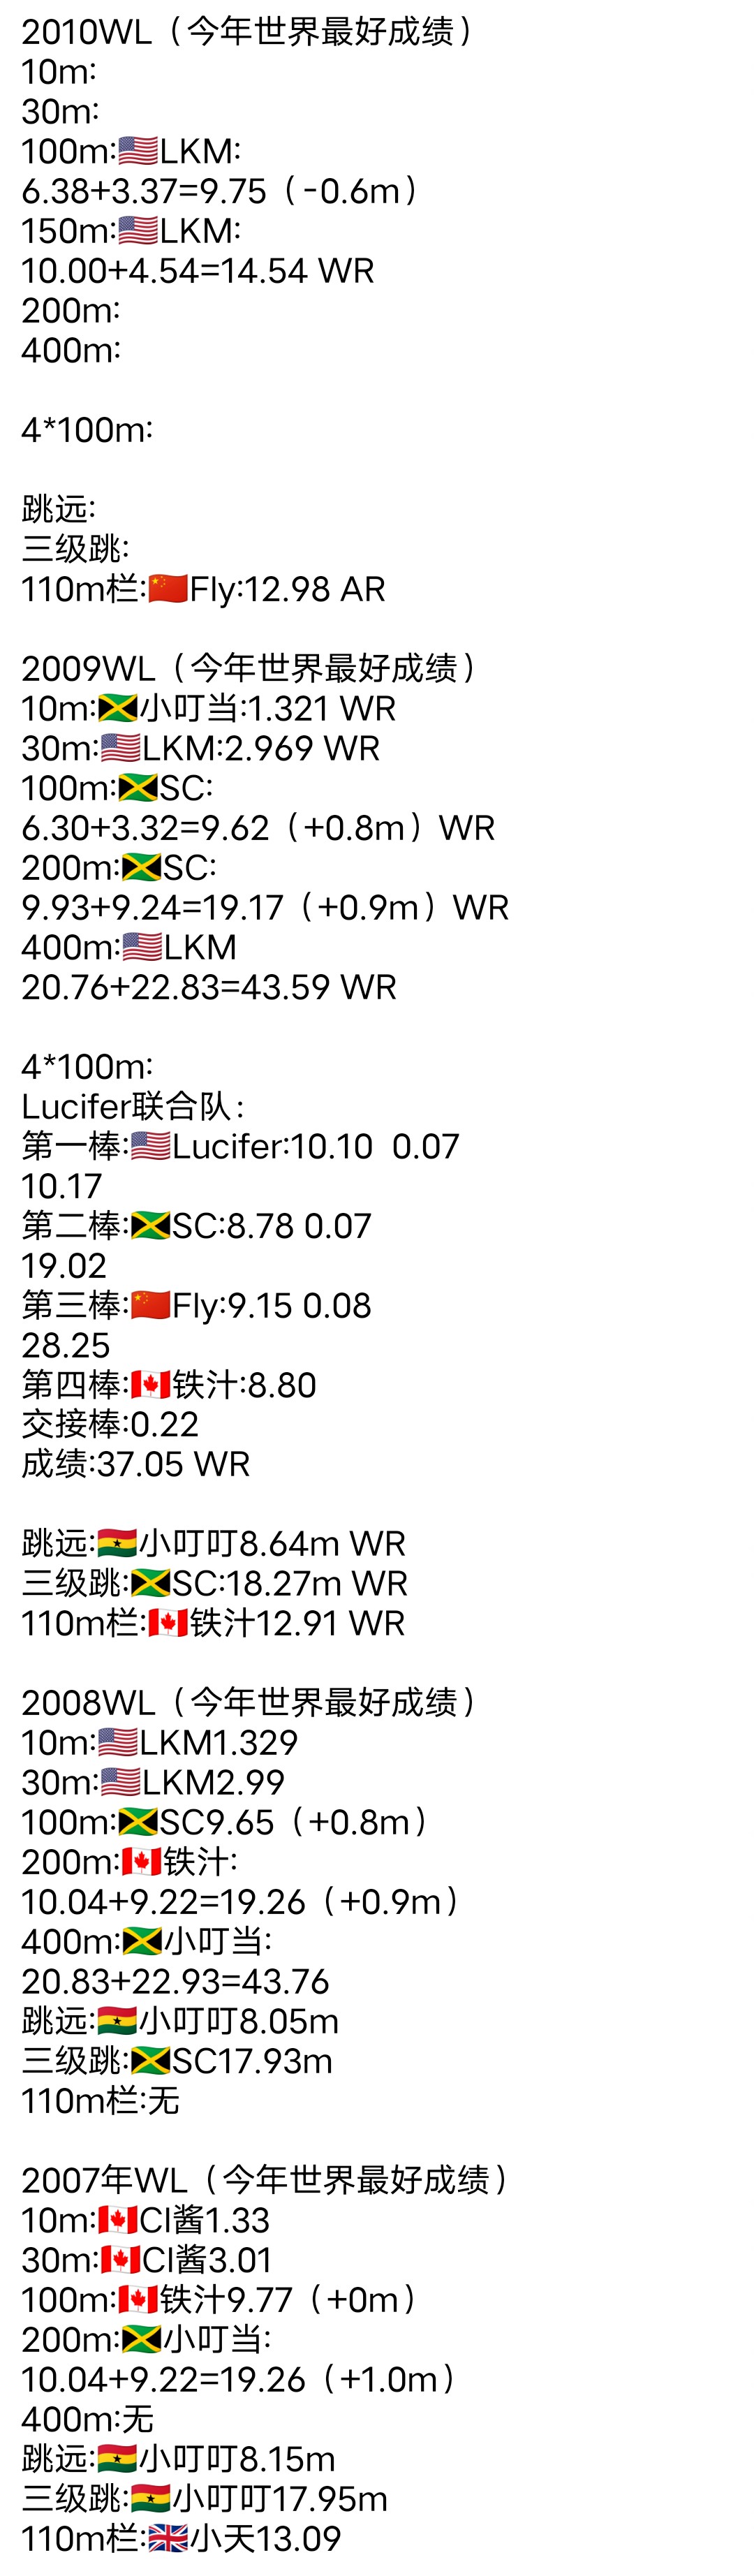 2010WL（今年世界最好成绩）
10m:
30m:
100m:🇺🇸LKM:
6.38+3.37=9.75（-0.6m）
150m:🇺🇸LKM:
10.00+4.54=14.54 WR
200m:
400m:
4*100m:
跳远:
三级跳:
110m栏:🇨🇳Fly:12.98 AR
2009WL（今年世界最好成绩）
10m:🇯🇲小叮当:1.321 WR
30m:🇺🇸LKM:2.969 WR
100m:🇯🇲SC:
6.30+3.32=9.62（+0.8m）WR
200m:🇯🇲SC:
9.93+9.24=19.17（+0.9m）WR
400m:🇺🇸LKM
20.76+22.83=43.59 WR
4*100m:
Lucifer联合队：
第一棒:🇺🇸Lucifer:10.10  0.07
10.17
第二棒:🇯🇲SC:8.78 0.07
19.02
第三棒:🇨🇳Fly:9.15 0.08
28.25
第四棒:🇨🇦铁汁:8.80
交接棒:0.22
成绩:37.05 WR
跳远:🇬🇭小叮叮8.64m WR
三级跳:🇯🇲SC:18.27m WR
110m栏:🇨🇦铁汁12.91 WR
2008WL（今年世界最好成绩）
10m:🇺🇸LKM1.329
30m:🇺🇸LKM2.99
100m:🇯🇲SC9.65（+0.8m）
200m:🇨🇦铁汁:
10.04+9.22=19.26（+0.9m）
400m:🇯🇲小叮当:
20.83+22.93=43.76
跳远:🇬🇭小叮叮8.05m
三级跳:🇯🇲SC17.93m
110m栏:无
2007年WL（今年世界最好成绩）
10m:🇨🇦CI酱1.33
30m:🇨🇦CI酱3.01
100m:🇨🇦铁汁9.77（+0m）
200m:🇯🇲小叮当:
10.04+9.22=19.26（+1.0m）
400m:无
跳远:🇬🇭小叮叮8.15m
三级跳:🇬🇭小叮叮17.95m
110m栏:🇬🇧小天13.09